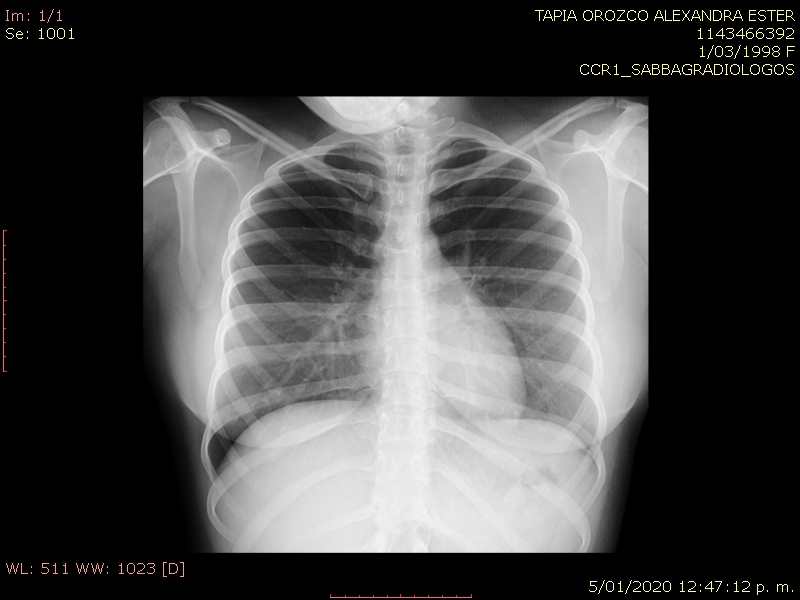 Im: 1/1
Se: 1001
TAPIA OROZCO ALEXANDRA ESTER
1143466392
1/03/1998 F
CCR1_SABBAGRADIOLOGOS
WL: 511 WW: 1023 [D]
5/01/2020 12:47:12 p. m.